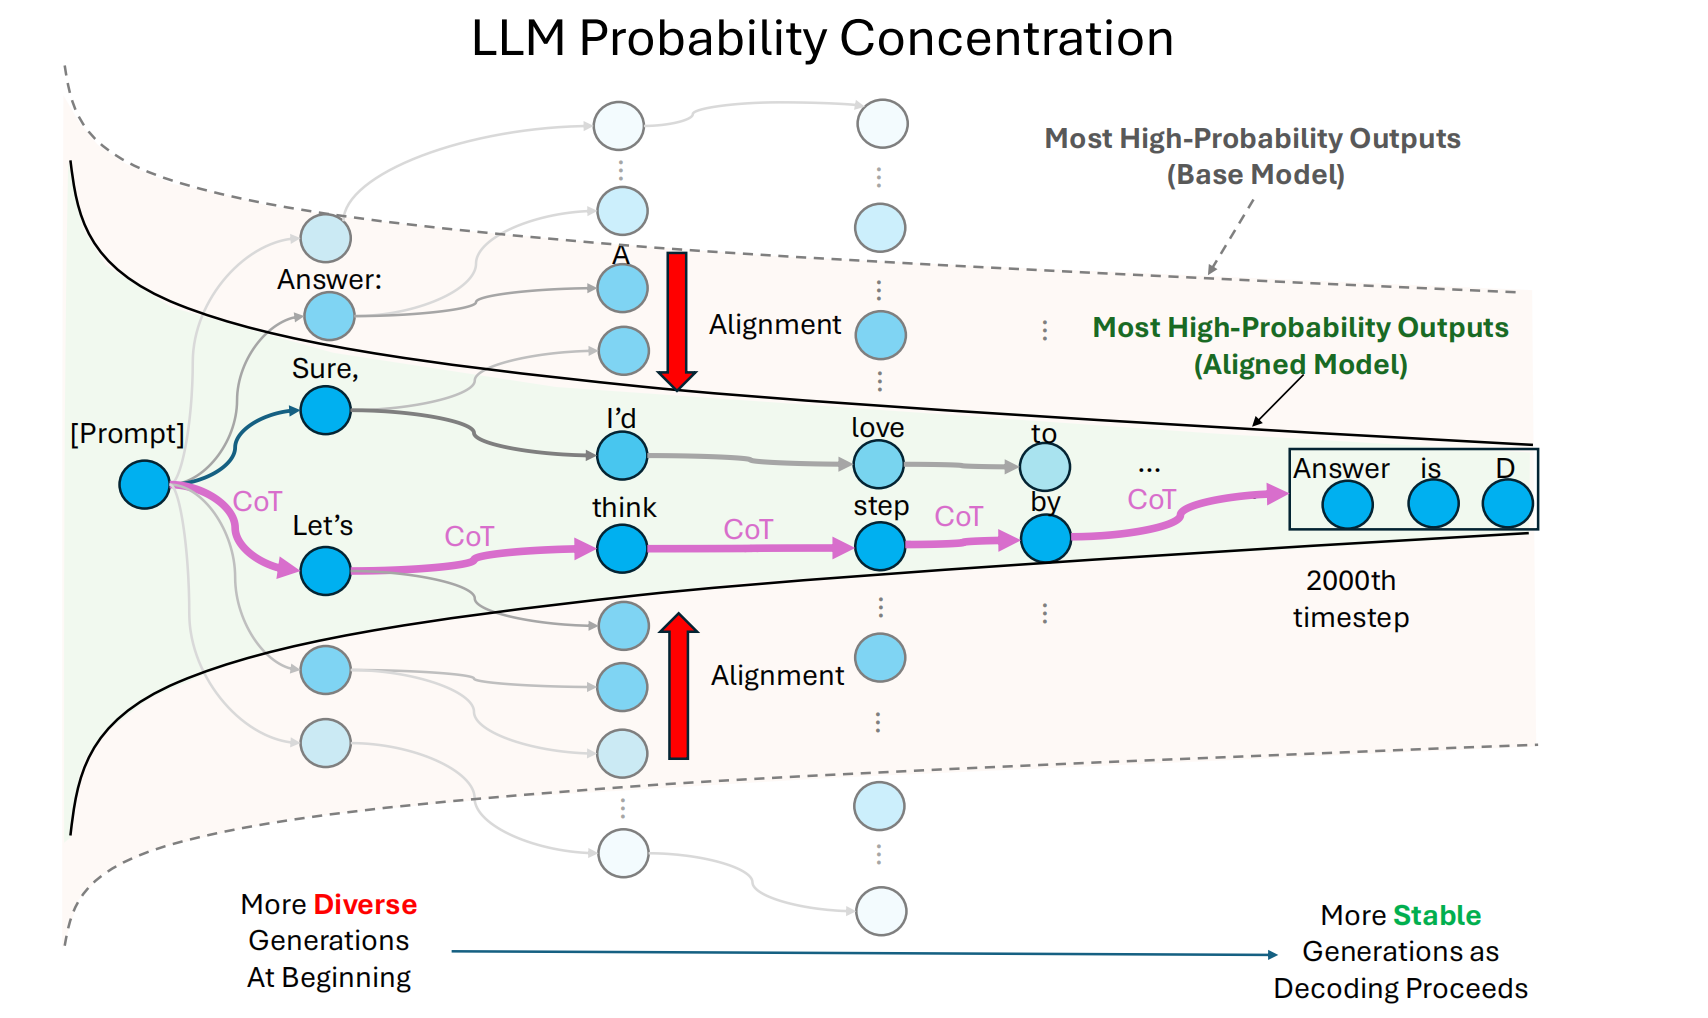 LLM Probability Concentration
Most High-Probability Outputs
(Base Model)
A
Answer:
Alignment
Most High-Probability Outputs
(Aligned Model)
Sure,
I’d
love
to
[Prompt]
...
Answer is D
CoT
Let’s
think
step
by
CoT
CoT
CoT
CoT
2000th
timestep
Alignment
More Diverse
Generations
At Beginning
More Stable
Generations as
Decoding Proceeds